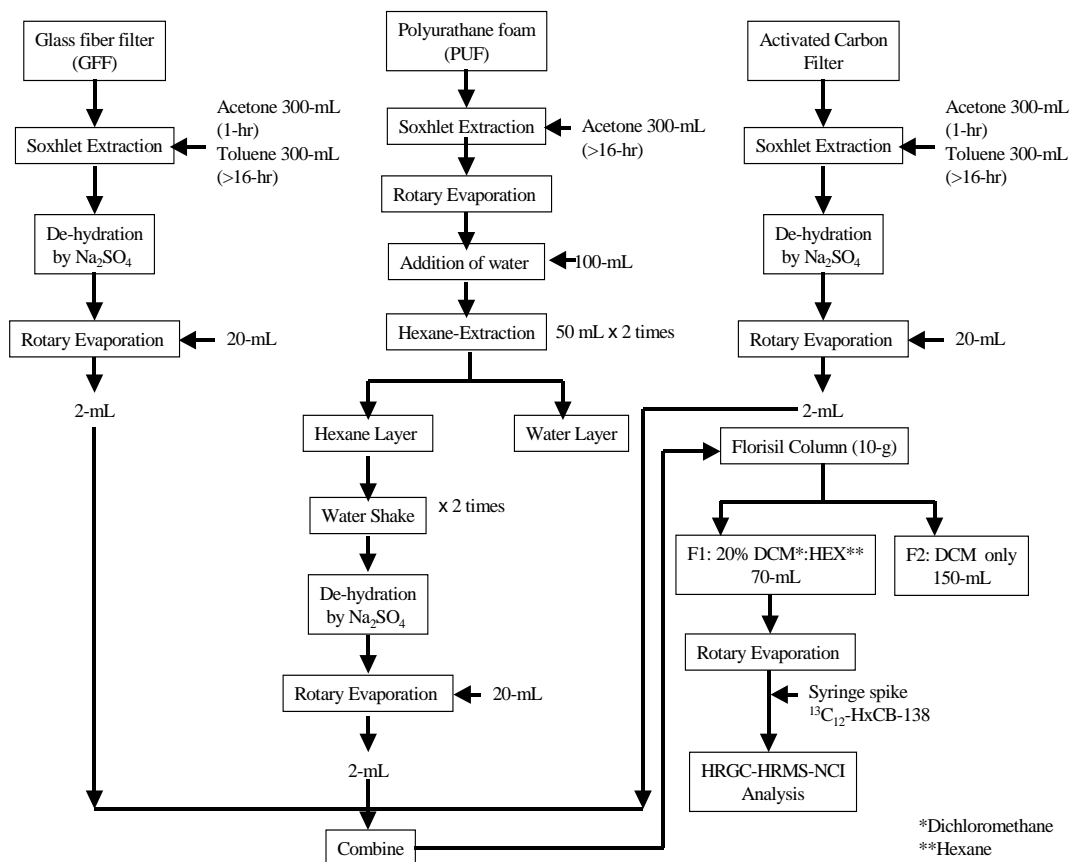 Glass fiber filter
(GFF)
Acetone 300-mL
(1-hr)
Toluene 300-mL
(>16-hr)
Soxhlet Extraction
De-hydration
by Na₂SO₄
Rotary Evaporation
20-mL
2-mL
Polyurathane foam
(PUF)
Soxhlet Extraction
Acetone 300-mL
(>16-hr)
Rotary Evaporation
Addition of water
100-mL
Hexane-Extraction
50 mL x 2 times
Hexane Layer
Water Layer
Water Shake
x 2 times
De-hydration
by Na₂SO₄
Rotary Evaporation
20-mL
2-mL
Combine
Activated Carbon
Filter
Acetone 300-mL
(1-hr)
Toluene 300-mL
(>16-hr)
Soxhlet Extraction
De-hydration
by Na₂SO₄
Rotary Evaporation
20-mL
2-mL
Florisil Column (10-g)
F1: 20% DCM*:HEX**
70-mL
F2: DCM only
150-mL
Rotary Evaporation
Syringe spike
¹³C₁₂-HxCB-138
HRGC-HRMS-NCI
Analysis
*Dichloromethane
**Hexane